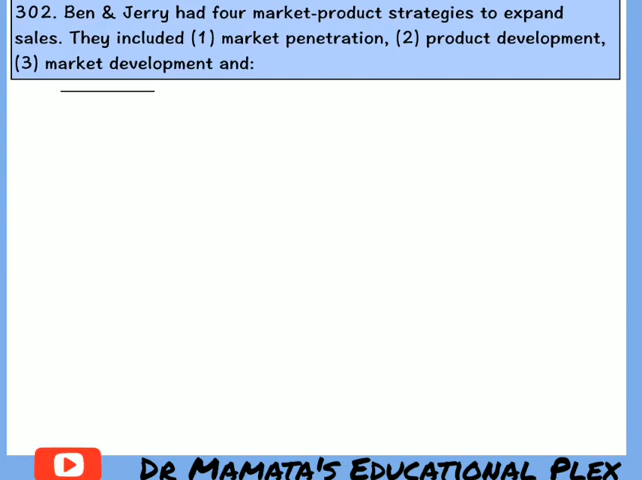 302. Ben & Jerry had four market-product strategies to expand
sales. They included (1) market penetration, (2) product development,
(3) market development and:
Dr Mamata's Educational Plex